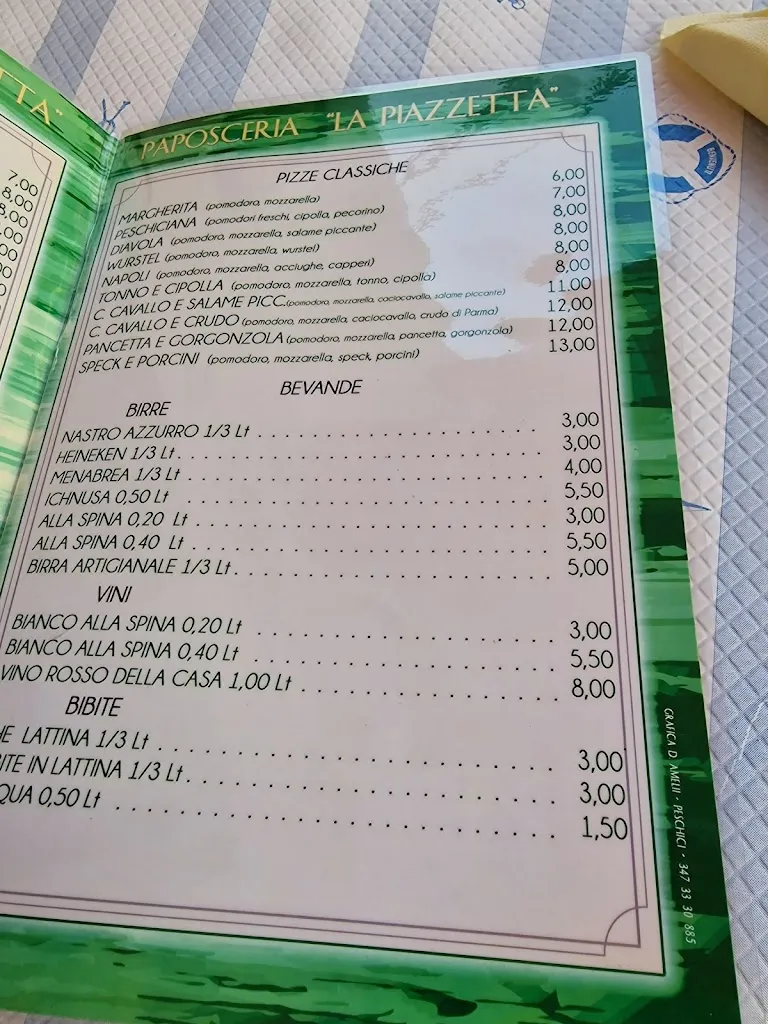 TTA"
7.00
8,00
8,00
PAPOSCERIA "LA PIAZZETTA"
PIZZE CLASSICHE
MARGHERITA (pomodoro, mozzarella) 6,00
PESCHICIANA (pomodori freschi, cipolla, pecorino) 7,00
DIAVOLA (pomodoro, mozzarella, salame piccante) 8,00
WURSTEL (pomodoro, mozzarella, wurstel) 8,00
NAPOLI (pomodoro, mozzarella, acciughe, capperi) 8,00
TONNO E CIPOLLA (pomodoro, mozzarella, tonno, cipolla) 8,00
C. CAVALLO E SALAME PICC.(pomodoro, mozzarella, caciocavallo, salame piccante) 11.00
C. CAVALLO E CRUDO (pomodoro, mozzarella, caciocavallo, crudo di Parma) 12,00
PANCETTA E GORGONZOLA (pomodoro, mozzarella, pancetta, gorgonzola) 12,00
SPECK E PORCINI (pomodoro, mozzarella, speck, porcini) 13,00
BEVANDE
BIRRE
NASTRO AZZURRO 1/3 Lt 3,00
HEINEKEN 1/3 Lt 3,00
MENABREA 1/3 Lt 4,00
ICHNUSA 0,50 Lt 5,50
ALLA SPINA 0,20 Lt 3,00
ALLA SPINA 0,40 Lt 5,50
BIRRA ARTIGIANALE 1/3 Lt 5,00
VINI
BIANCO ALLA SPINA 0,20 Lt 3,00
BIANCO ALLA SPINA 0,40 Lt 5,50
VINO ROSSO DELLA CASA 1,00 Lt 8,00
BIBITE
HE LATTINA 1/3 Lt 3,00
ITE IN LATTINA 1/3 Lt 3,00
QUA 0,50 Lt 1,50